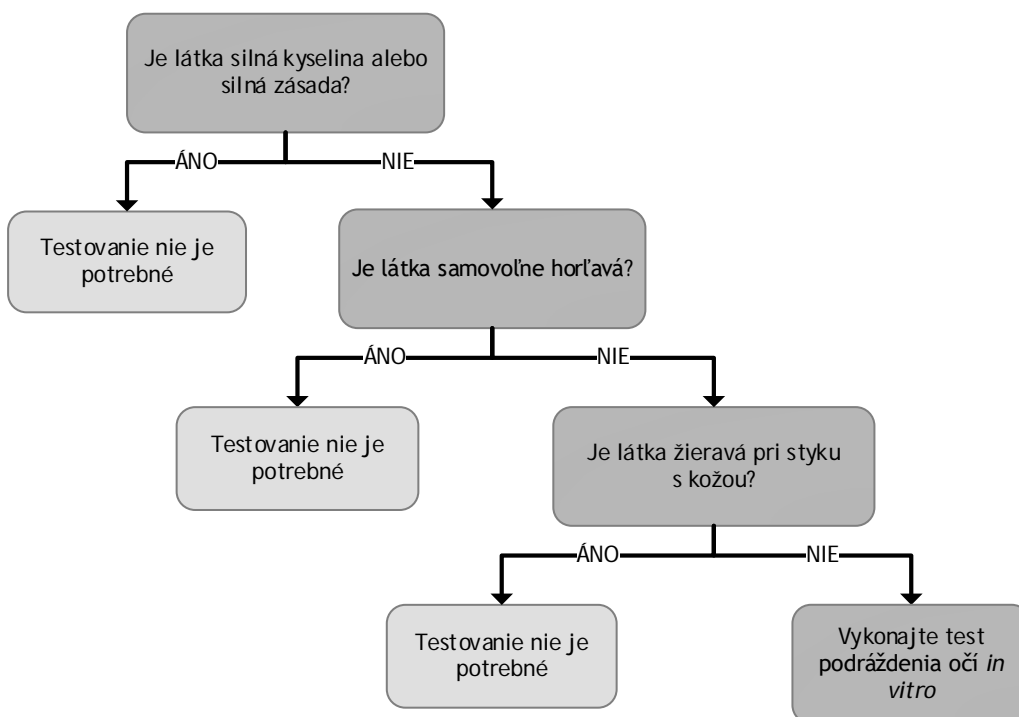 Je látka silná kyselina alebo
silná zásada?
ÁNO
NIE
Testovanie nie je
potrebné
Je látka samovoľne horľavá?
ÁNO
NIE
Testovanie nie je
potrebné
Je látka žieravá pri styku
s kožou?
ÁNO
NIE
Testovanie nie je
potrebné
Vykonajte test
podráždenia očí in
vitro